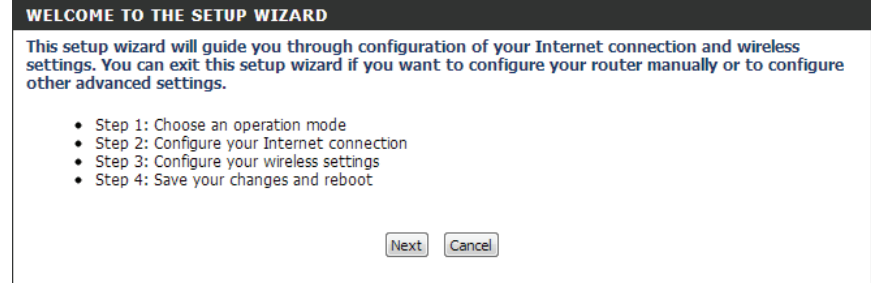 WELCOME TO THE SETUP WIZARD
This setup wizard will guide you through configuration of your Internet connection and wireless
settings. You can exit this setup wizard if you want to configure your router manually or to configure
other advanced settings.
• Step 1: Choose an operation mode
• Step 2: Configure your Internet connection
• Step 3: Configure your wireless settings
• Step 4: Save your changes and reboot
Next Cancel